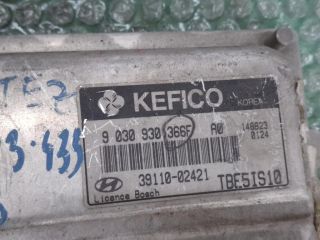 KEFICO KOREA
9 030 930 366F A0 148823
0124
39110-02421 TBE5IS10
Licence Bosch